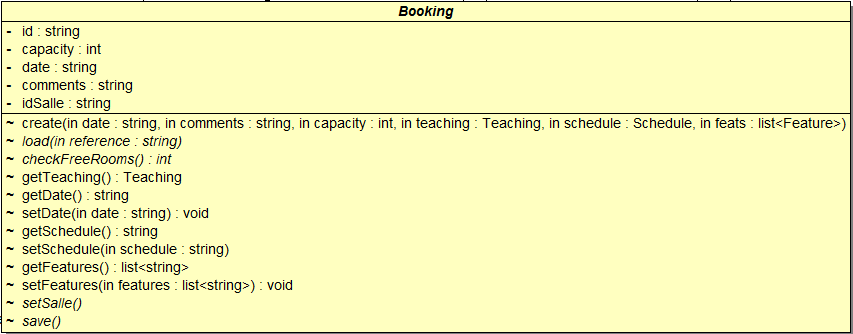 Booking
- id : string
- capacity : int
- date : string
- comments : string
- idSalle : string
~ create(in date : string, in comments : string, in capacity : int, in teaching : Teaching, in schedule : Schedule, in feats : list<Feature>)
~ load(in reference : string)
~ checkFreeRooms() : int
~ getTeaching() : Teaching
~ getDate() : string
~ setDate(in date : string) : void
~ getSchedule() : string
~ setSchedule(in schedule : string)
~ getFeatures() : list<string>
~ setFeatures(in features : list<string>) : void
~ setSalle()
~ save()